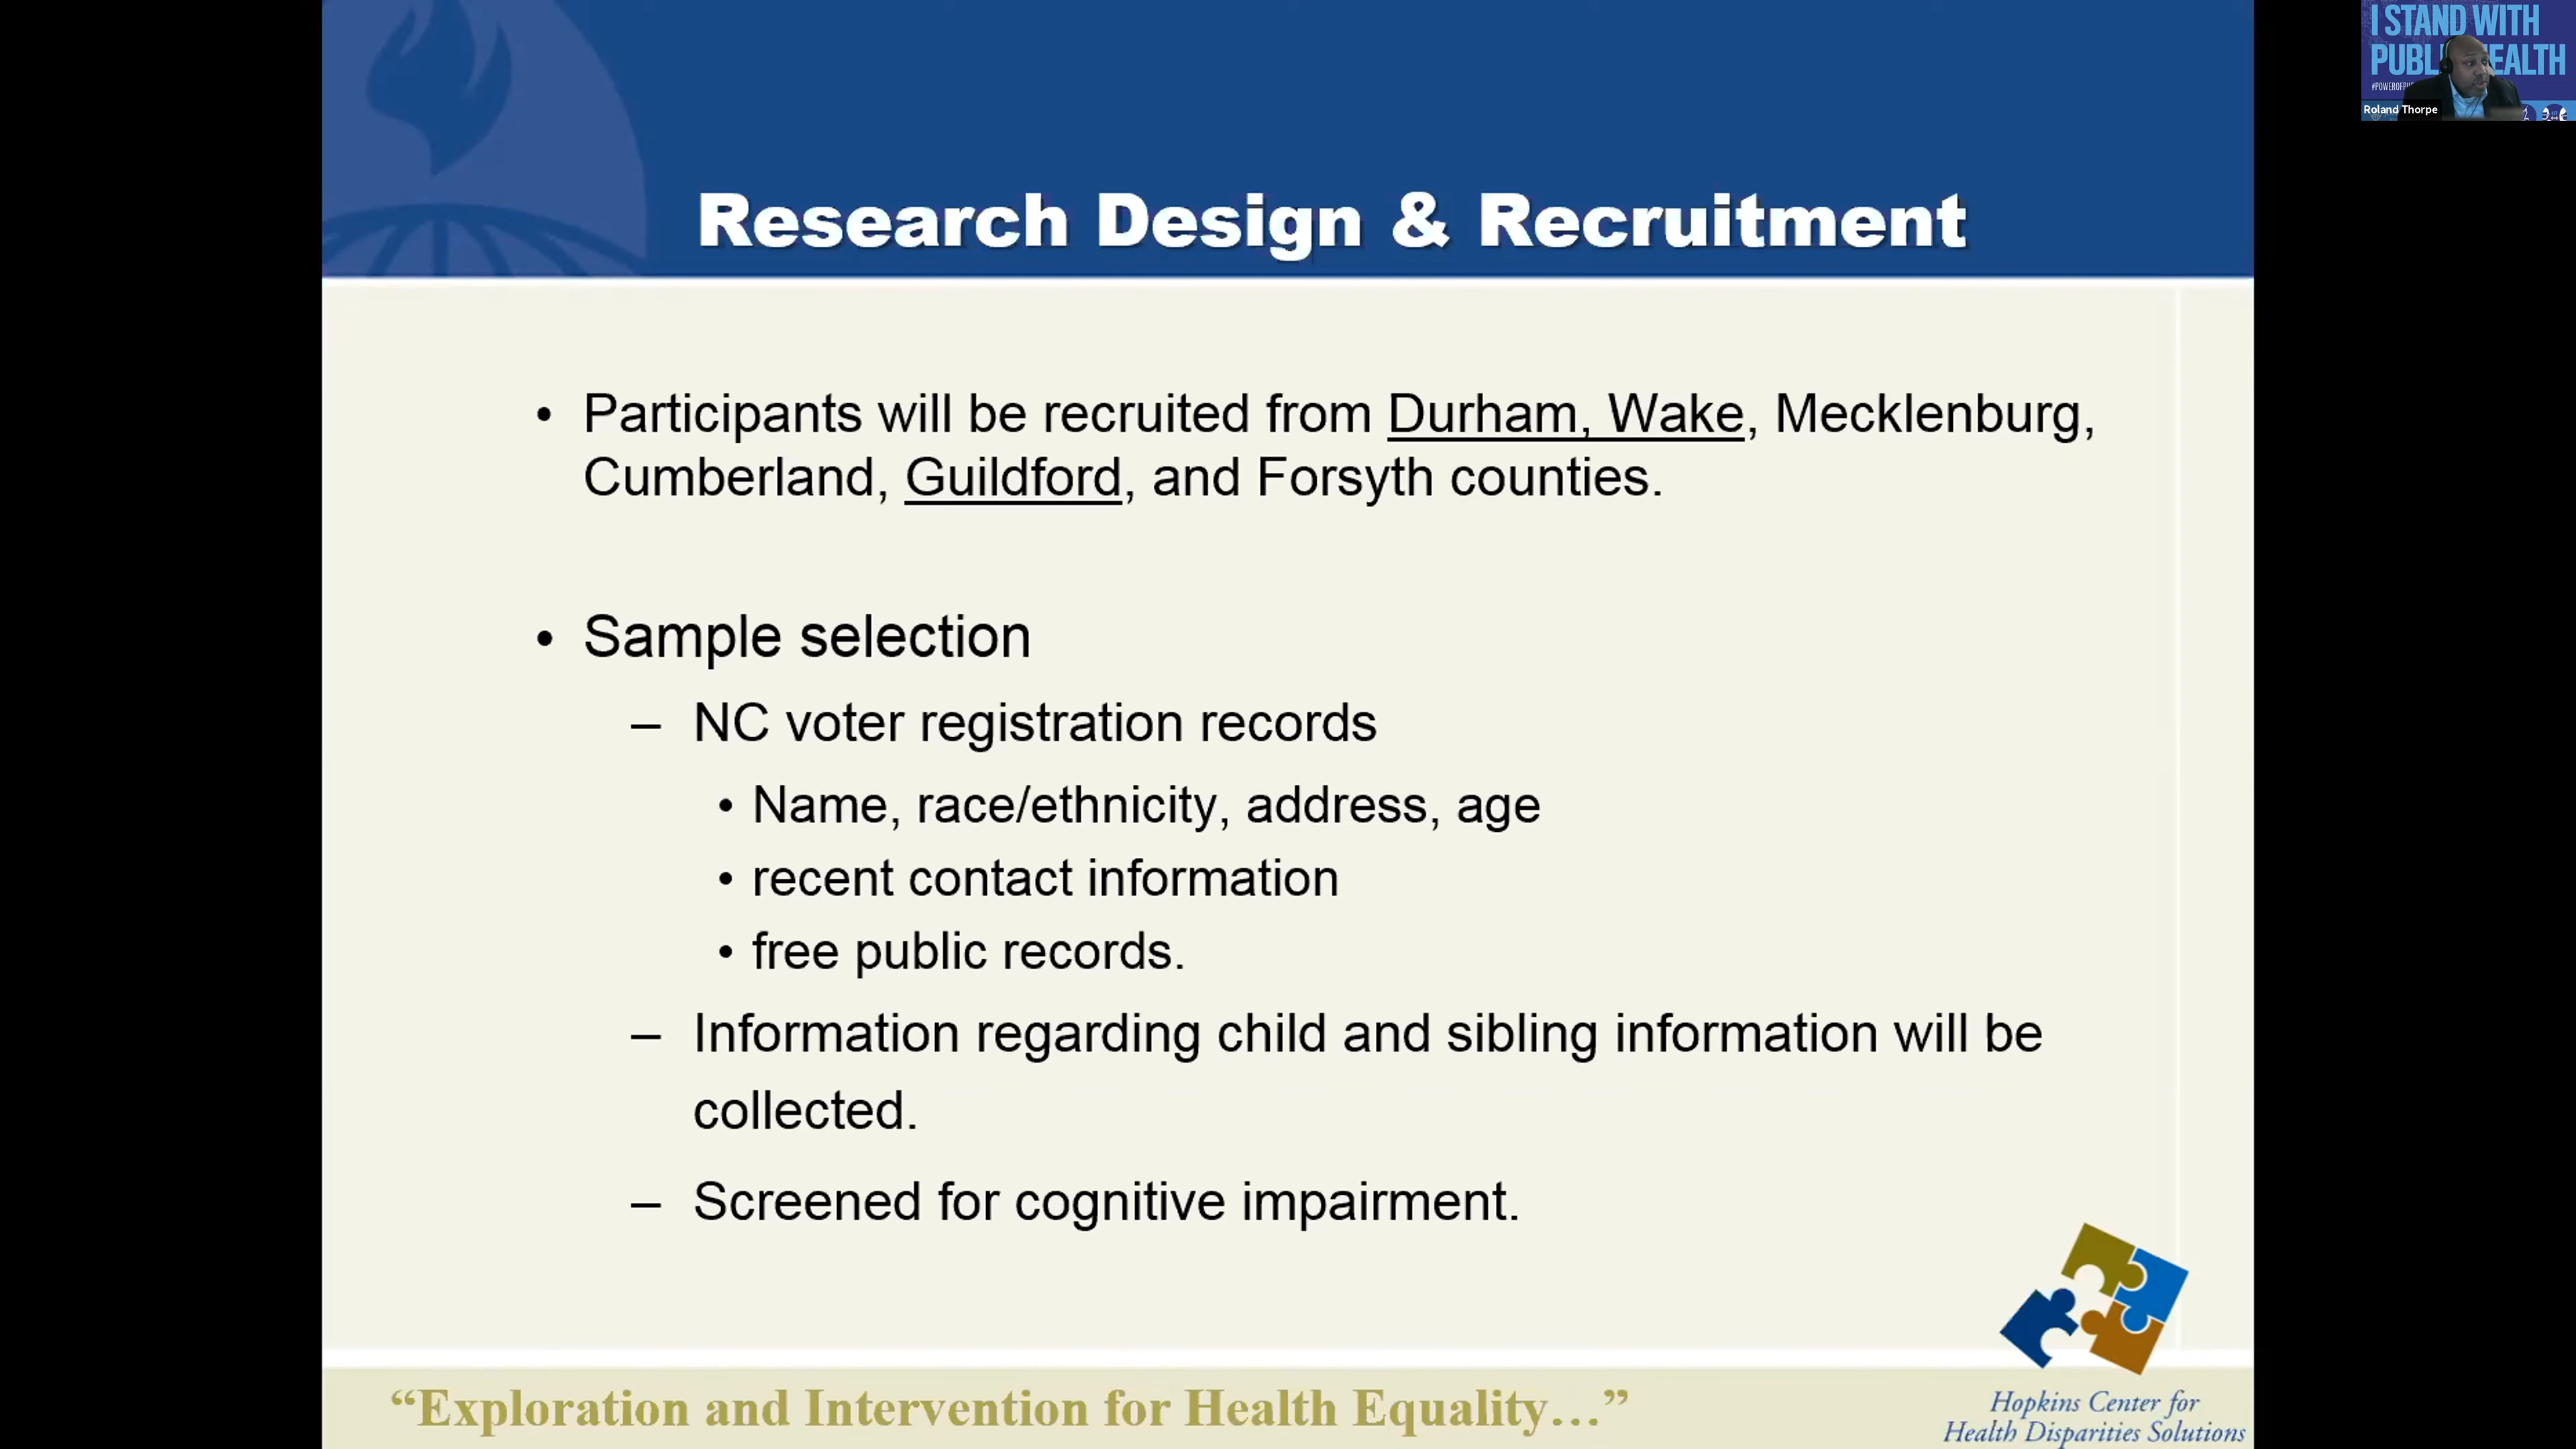 I STAND WITH
PUBL EALTH
Roland Thorpe
Research Design & Recruitment
• Participants will be recruited from Durham, Wake, Mecklenburg,
Cumberland, Guildford, and Forsyth counties.
• Sample selection
– NC voter registration records
• Name, race/ethnicity, address, age
• recent contact information
• free public records.
– Information regarding child and sibling information will be
collected.
– Screened for cognitive impairment.
“Exploration and Intervention for Health Equality…”
Hopkins Center for
Health Disparities Solutions